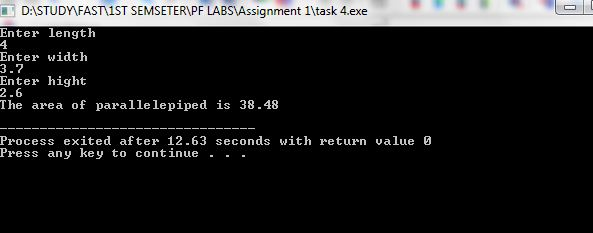 D:\STUDY\FAST\1ST SEMSETER\PF LABS\Assignment 1\task 4.exe
Enter length
4
Enter width
3.7
Enter hight
2.6
The area of parallelepiped is 38.48
--------------------------------
Process exited after 12.63 seconds with return value 0
Press any key to continue . . .